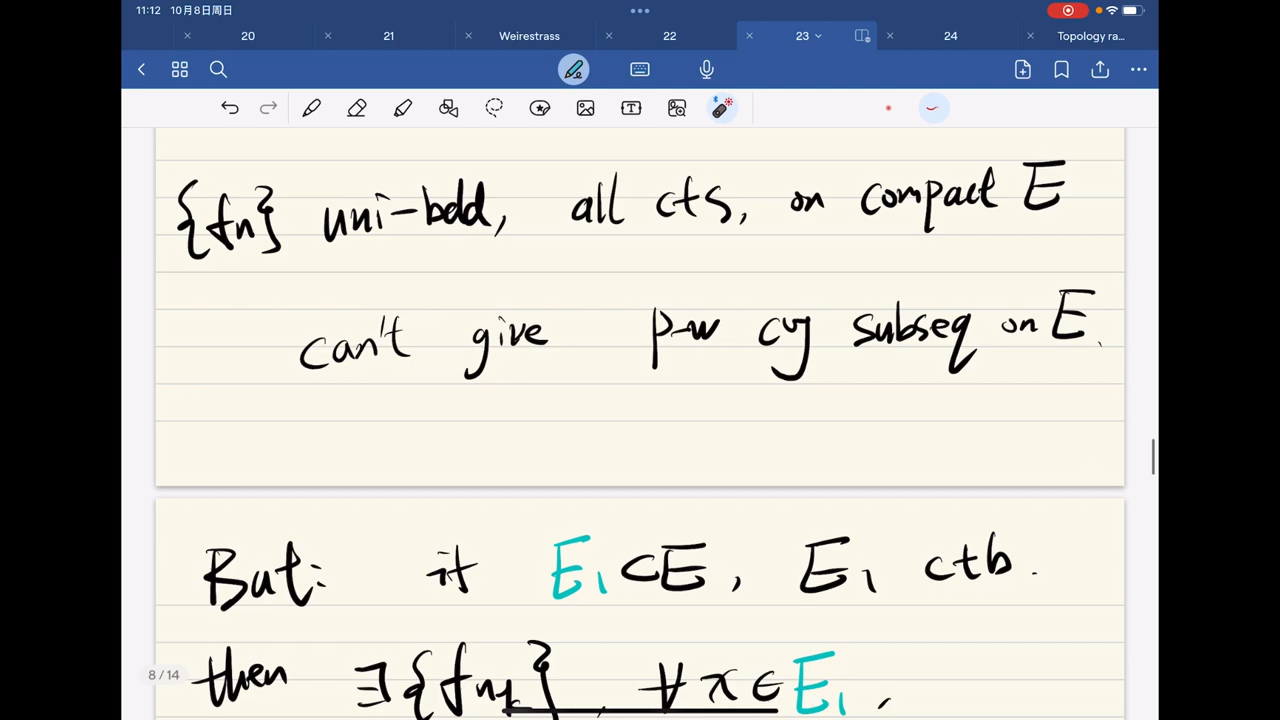 11:12 10月8日周日
20 21 Weirestrass 22 23 24 Topology ra...
{fn} uni-bdd, all cts, on compact E
can't give p-w cvg subseq on E.
But: if E₁⊂E, E₁ ctb.
8 / 14
then ∃{fnₖ}, ∀x∈E₁,